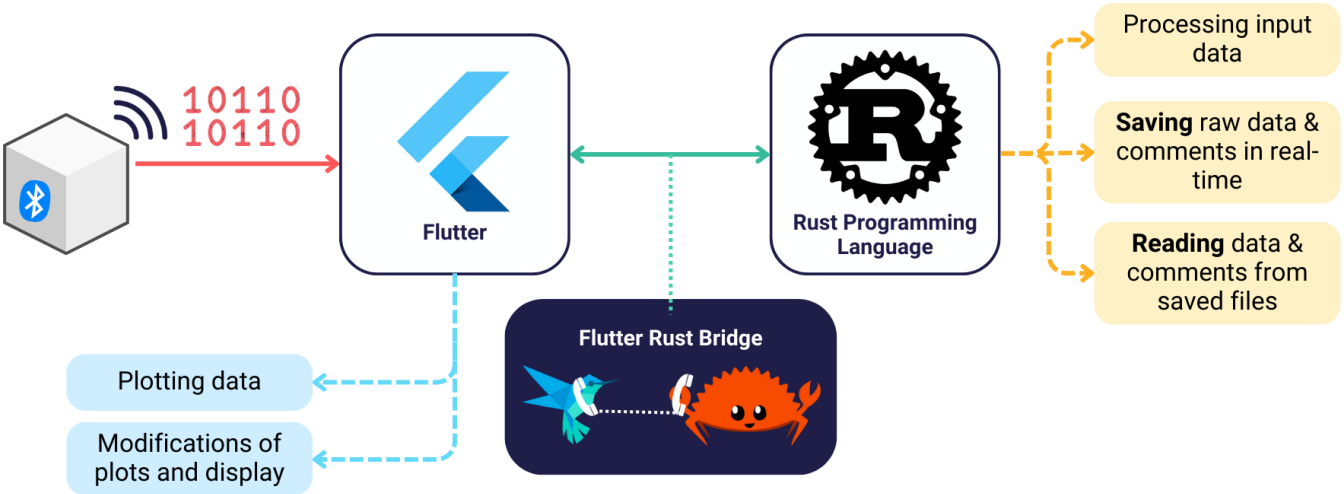 10110
10110
Flutter
R
Rust Programming
Language
Processing input
data
Saving raw data &
comments in real-
time
Reading data &
comments from
saved files
Flutter Rust Bridge
Plotting data
Modifications of
plots and display